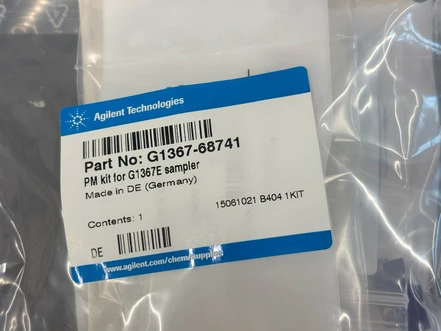 Agilent Technologies
Part No: G1367-68741
PM kit for G1367E sampler
Made in DE (Germany)
Contents: 1
15061021 B404 1KIT
DE
www.agilent.com/chem/supplies